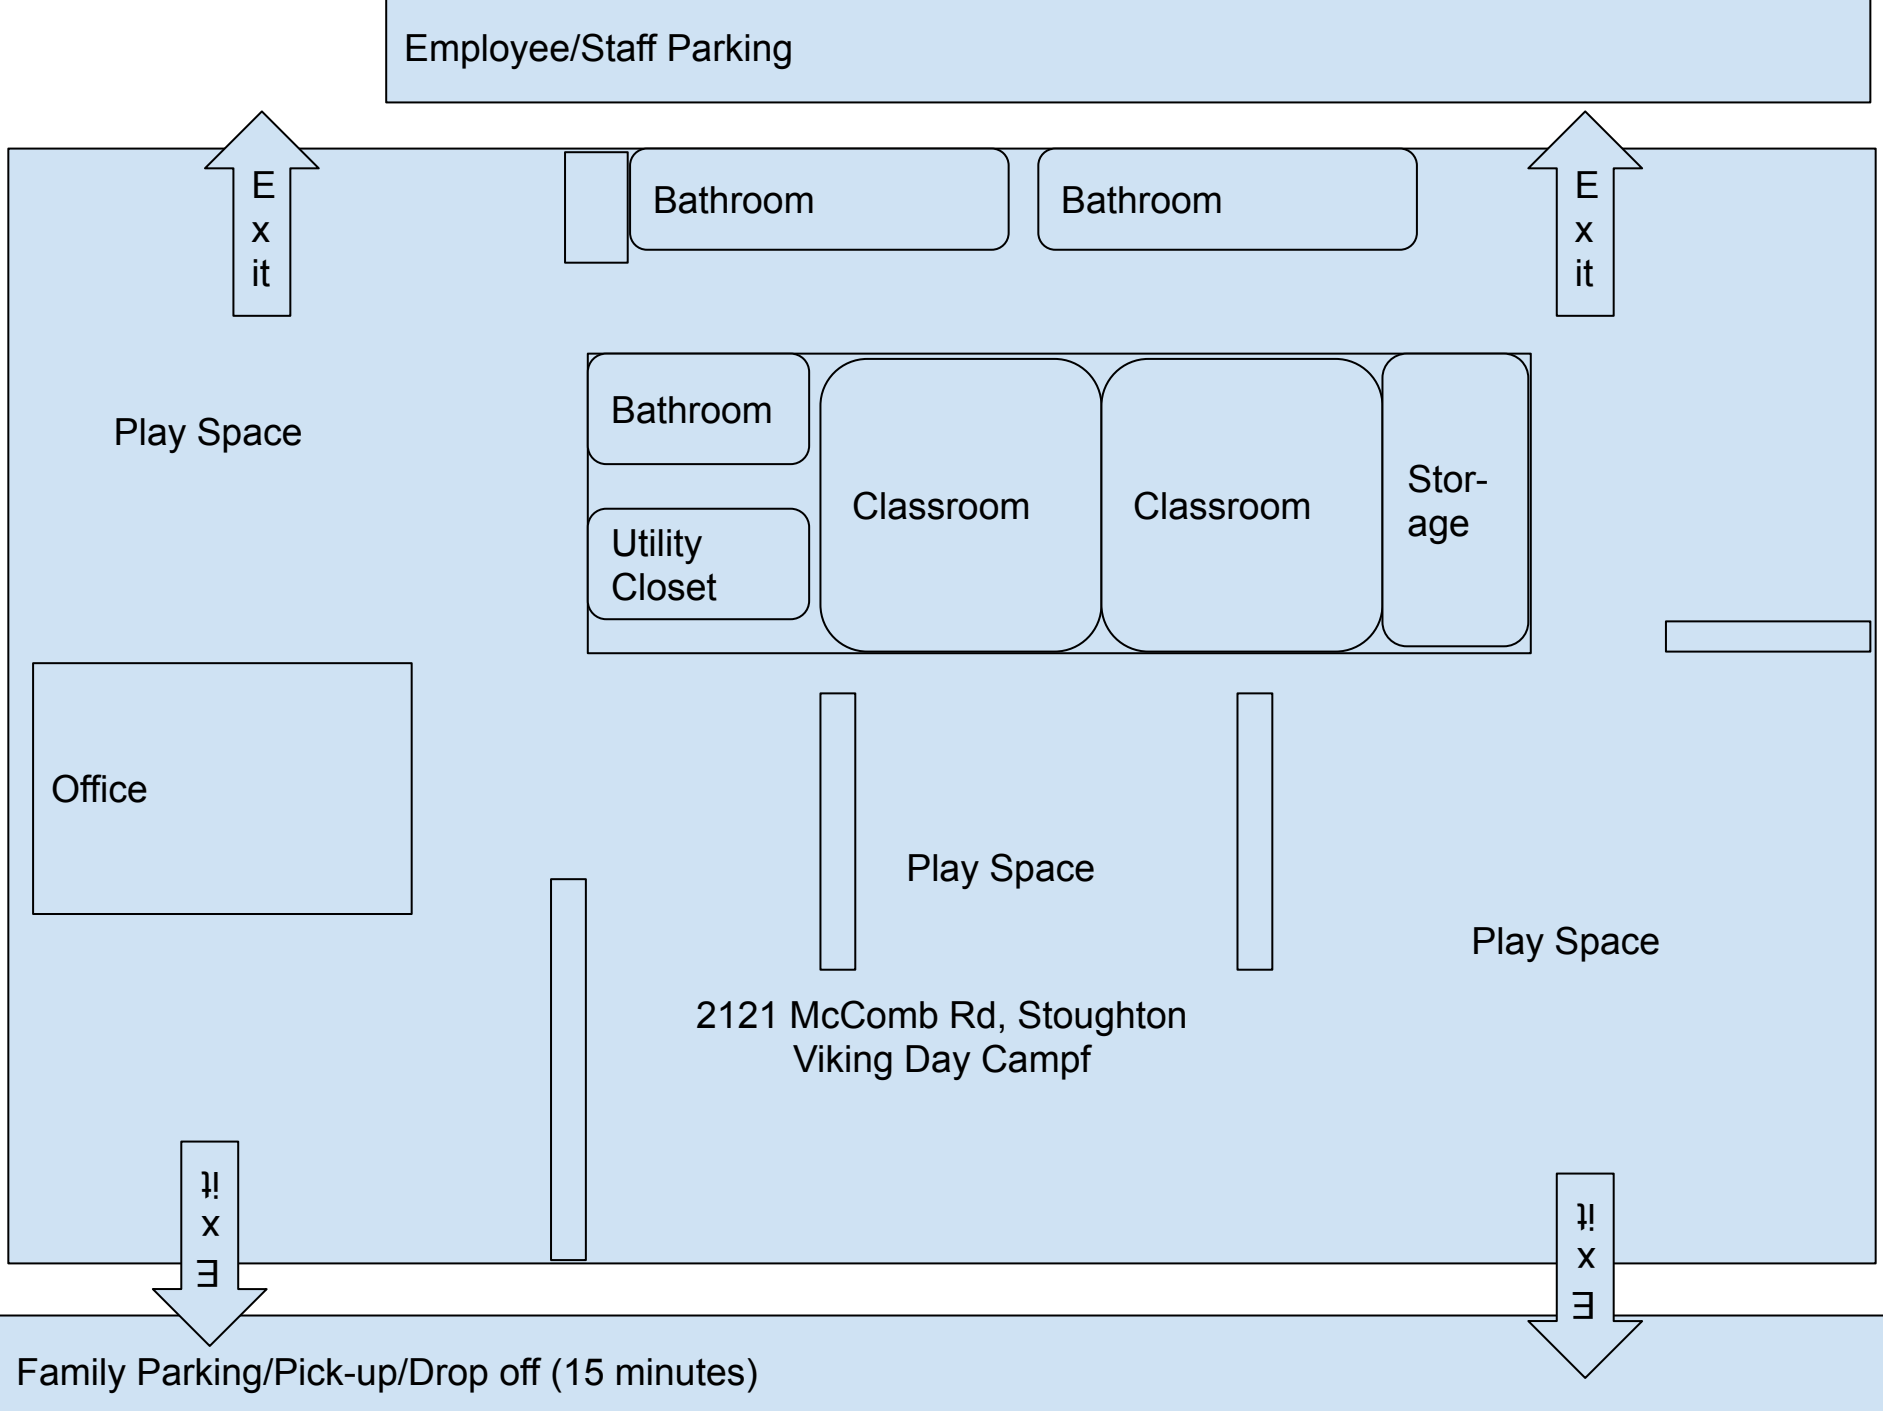 Employee/Staff Parking
E
x
it
Bathroom
Bathroom
E
x
it
Play Space
Bathroom
Utility
Closet
Classroom
Classroom
Stor-
age
Office
Play Space
Play Space
2121 McComb Rd, Stoughton
Viking Day Campf
E
x
it
E
x
it
Family Parking/Pick-up/Drop off (15 minutes)